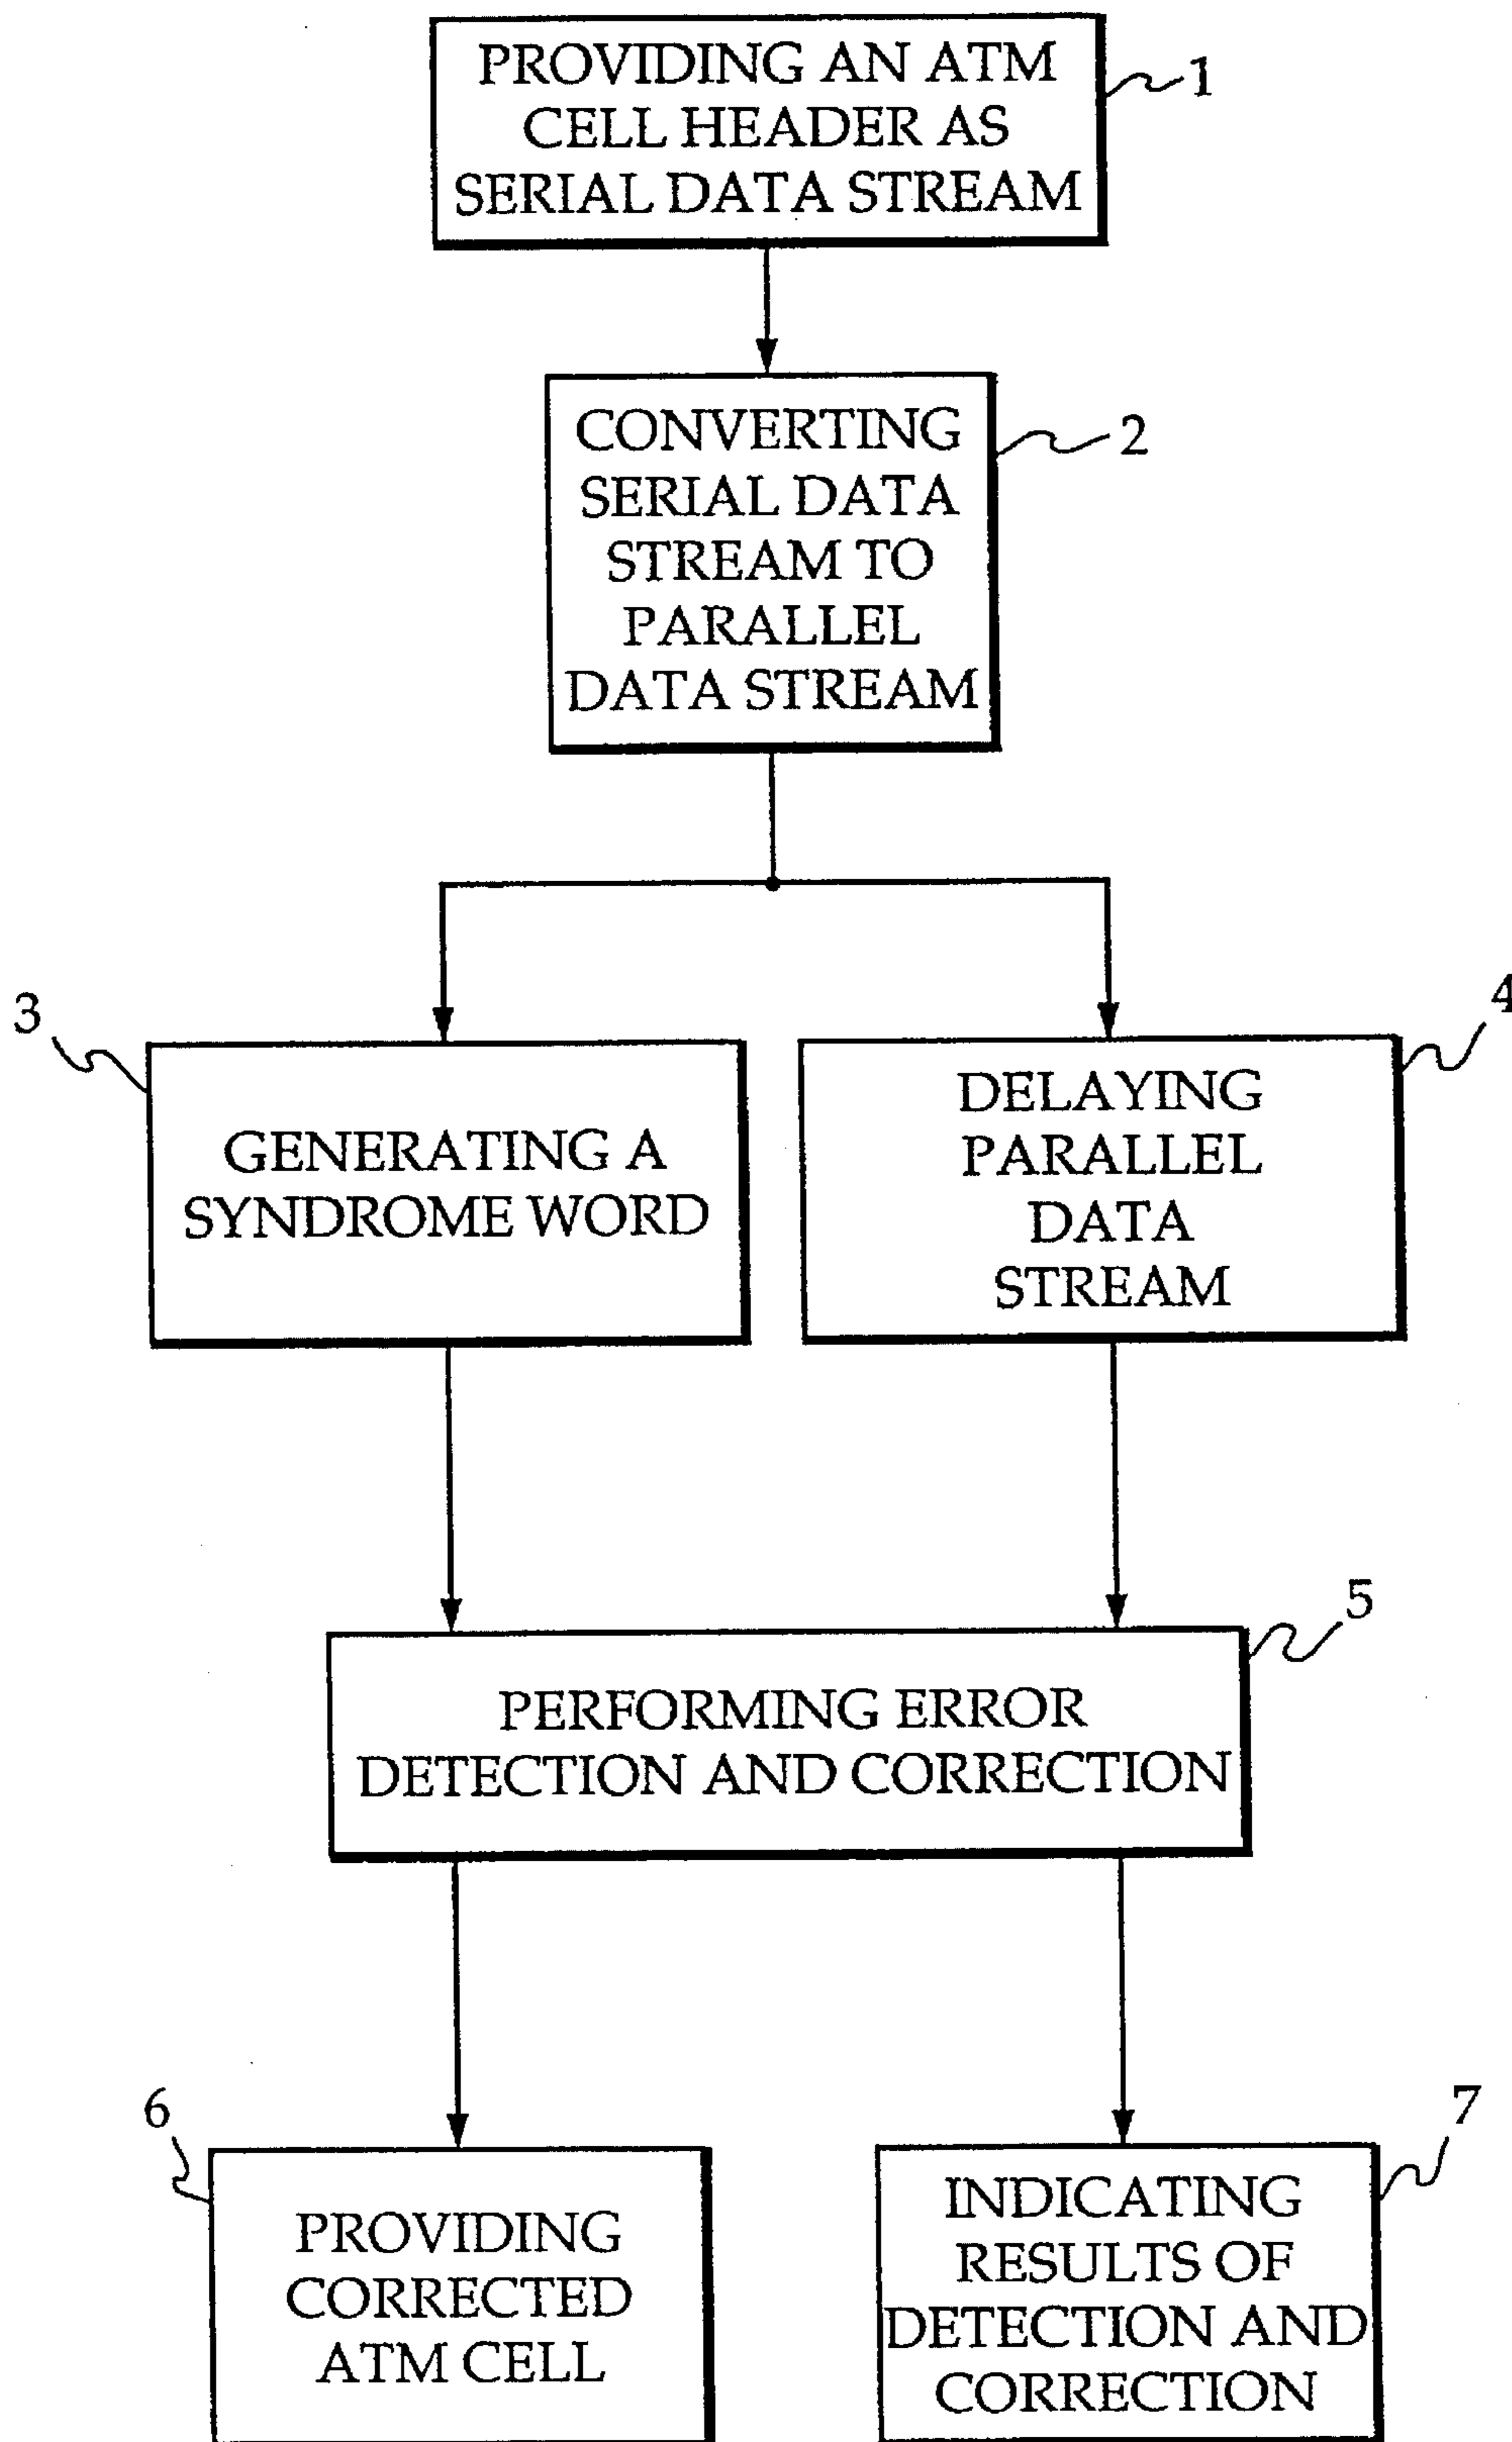 PROVIDING AN ATM
CELL HEADER AS
SERIAL DATA STREAM
1
CONVERTING
SERIAL DATA
STREAM TO
PARALLEL
DATA STREAM
2
3
GENERATING A
SYNDROME WORD
4
DELAYING
PARALLEL
DATA
STREAM
5
PERFORMING ERROR
DETECTION AND CORRECTION
6
PROVIDING
CORRECTED
ATM CELL
7
INDICATING
RESULTS OF
DETECTION AND
CORRECTION